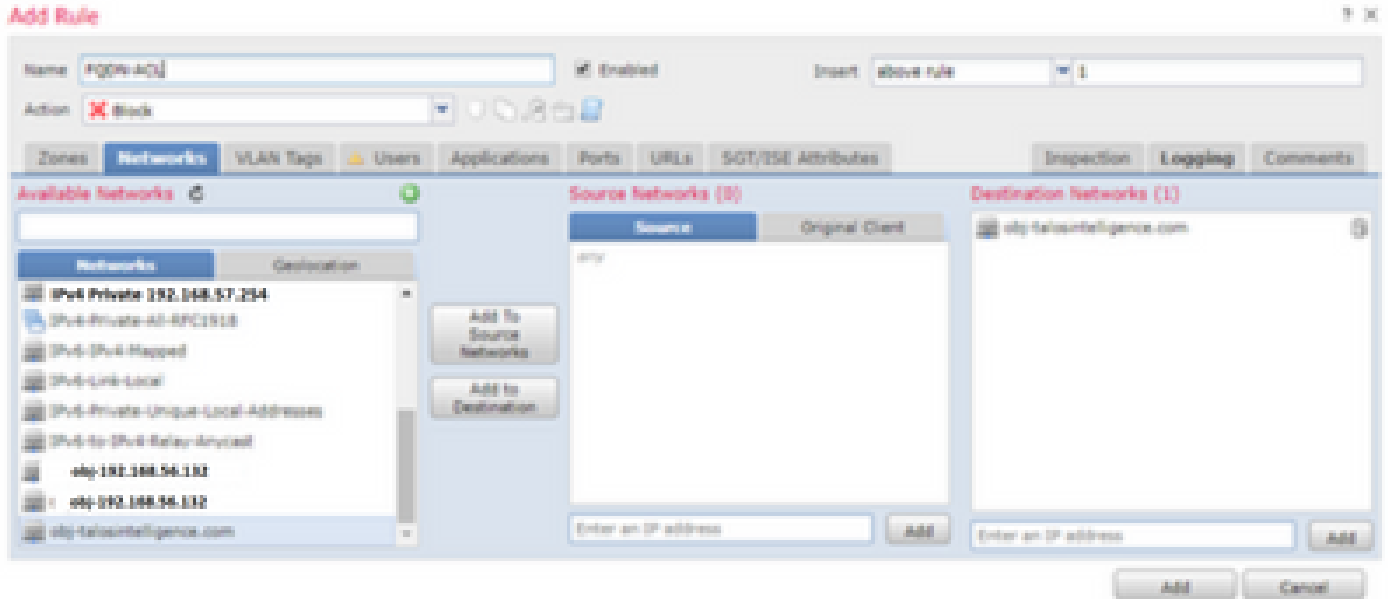 Add Rule ? X
Name FQDN-ACL Enabled Insert above rule 1
Action Block
Zones Networks VLAN Tags Users Applications Ports URLs SGT/ISE Attributes Inspection Logging Comments
Available Networks
Source Networks (0)
Destination Networks (1)
Networks Geolocation
Source Original Client
obj-talosintelligence.com
any
IPv4 Private 192.168.57.254
IPv4-Private-All-RFC1918
IPv6-IPv4-Mapped
IPv6-Link-Local
IPv6-Private-Unique-Local-Addresses
IPv6-to-IPv4-Relay-Anycast
obj-192.168.56.132
obj-192.168.56.132
obj-talosintelligence.com
Add To
Source
Networks
Add to
Destination
Enter an IP address Add
Enter an IP address Add
Add Cancel